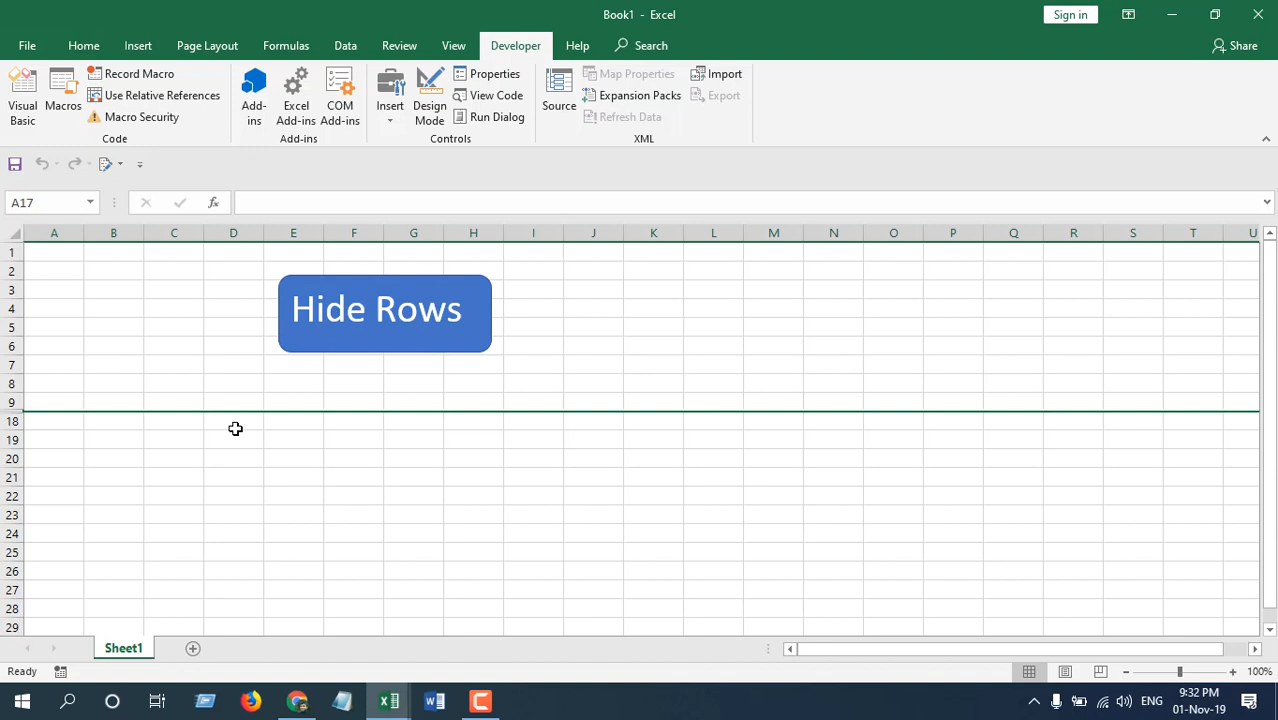 Book1 - Excel
Sign in
File Home Insert Page Layout Formulas Data Review View Developer Help Search Share
Visual Basic
Macros
Record Macro
Use Relative References
Macro Security
Code
Add-ins
Excel Add-ins
COM Add-ins
Add-ins
Insert
Design Mode
Properties
View Code
Run Dialog
Controls
Source
Map Properties
Expansion Packs
Refresh Data
Import
Export
XML
A17
fx
A B C D E F G H I J K L M N O P Q R S T U
1
2
3
4
5
6
7
8
9
18
19
20
21
22
23
24
25
26
27
28
29
Hide Rows
Sheet1
Ready
100%
ENG
9:32 PM
01-Nov-19